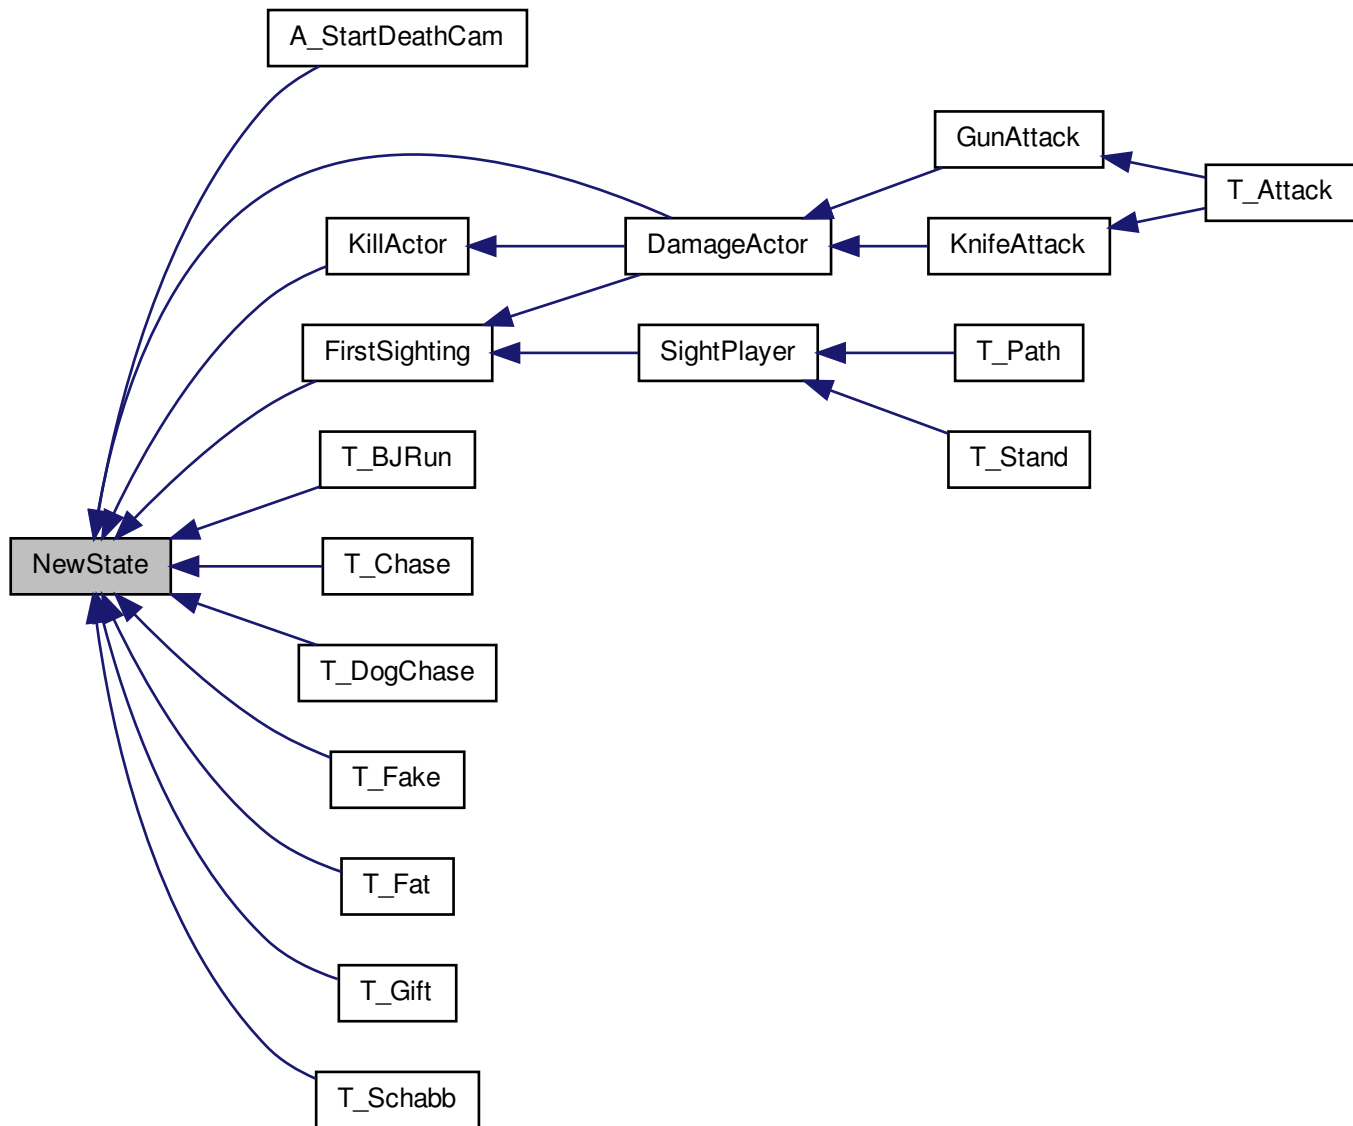 A_StartDeathCam
GunAttack
T_Attack
KillActor
DamageActor
KnifeAttack
FirstSighting
SightPlayer
T_Path
T_BJRun
T_Stand
NewState
T_Chase
T_DogChase
T_Fake
T_Fat
T_Gift
T_Schabb